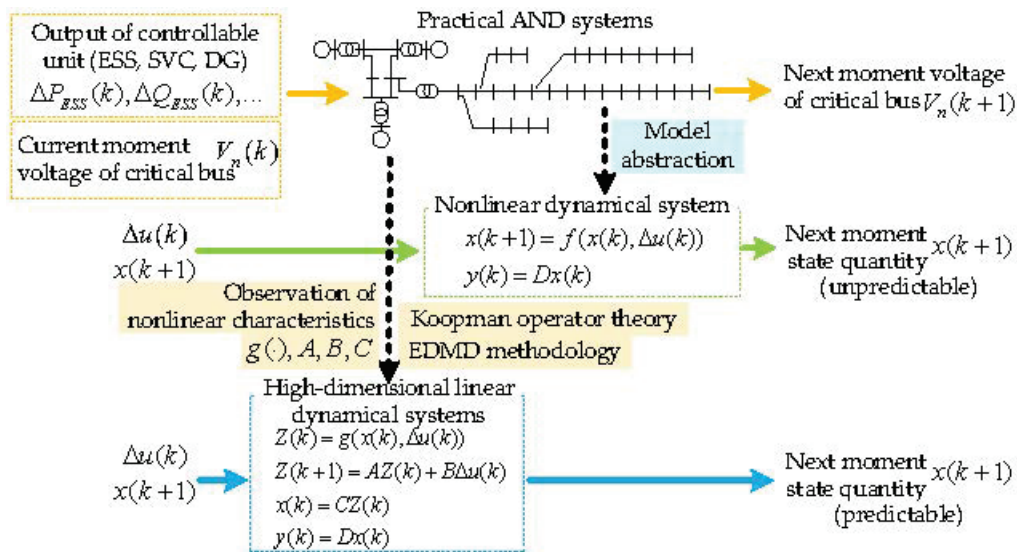 Practical AND systems
Output of controllable
unit (ESS, SVC, DG)
ΔP_ESS(k), ΔQ_ESS(k),...
Current moment V_n(k)
voltage of critical bus
Next moment voltage
of critical bus V_n(k+1)
Model
abstraction
Nonlinear dynamical system
x(k+1) = f(x(k), Δu(k))
y(k) = Dx(k)
Δu(k)
x(k+1)
Next moment x(k+1)
state quantity
(unpredictable)
Observation of
nonlinear characteristics
g(·), A, B, C
Koopman operator theory
EDMD methodology
High-dimensional linear
dynamical systems
Z(k) = g(x(k), Δu(k))
Z(k+1) = AZ(k) + BΔu(k)
x(k) = CZ(k)
y(k) = Dx(k)
Δu(k)
x(k+1)
Next moment x(k+1)
state quantity
(predictable)